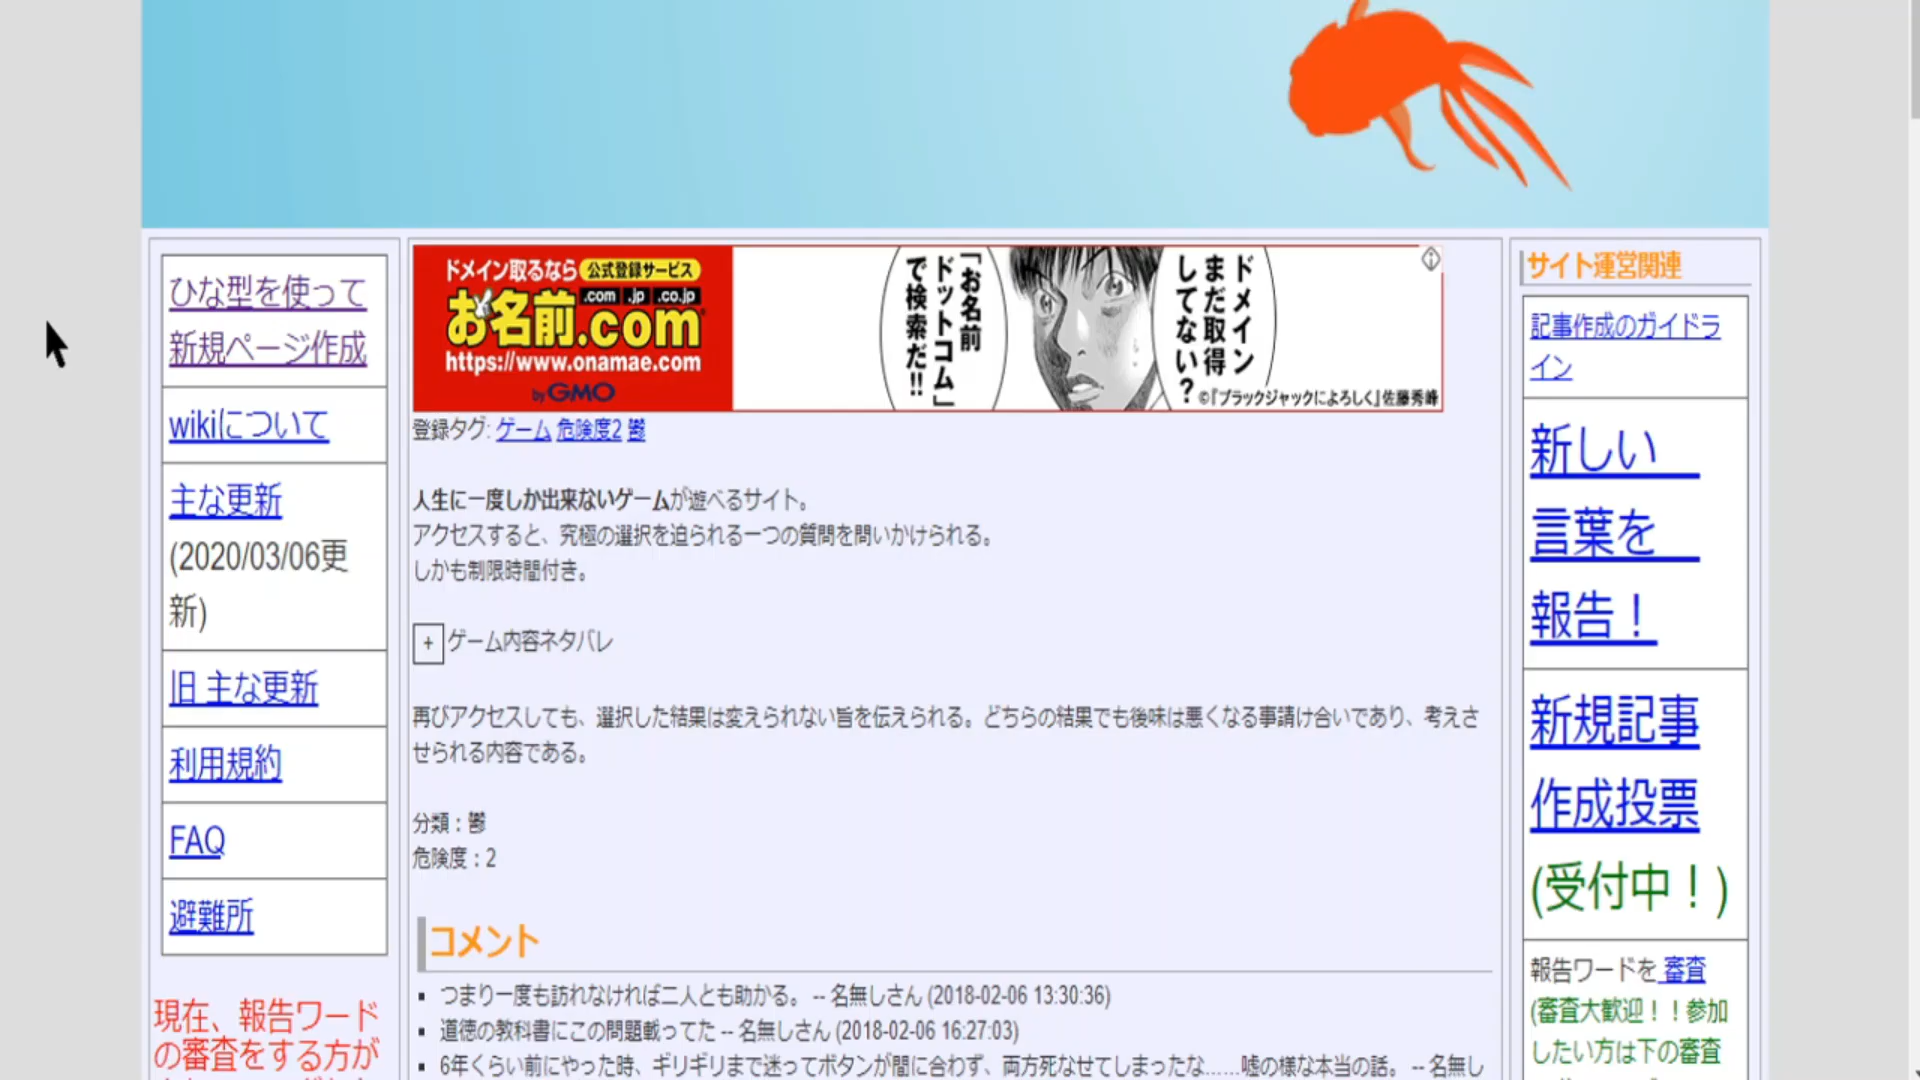 ひな型を使って
新規ページ作成
wikiについて
主な更新
(2020/03/06更
新)
旧 主な更新
利用規約
FAQ
避難所
現在、報告ワード
の審査をする方が
ドメイン取るなら 公式登録サービス
お名前.com .com .jp .co.jp
https://www.onamae.com
by GMO
ドメイン
まだ取得
してない?
「お名前
ドットコム」
で検索だ!!
©『ブラックジャックによろしく』佐藤秀峰
登録タグ: ゲーム 危険度2 鬱
人生に一度しか出来ないゲームが遊べるサイト。
アクセスすると、究極の選択を迫られる一つの質問を問いかけられる。
しかも制限時間付き。
+ ゲーム内容ネタバレ
再びアクセスしても、選択した結果は変えられない旨を伝えられる。どちらの結果でも後味は悪くなる事請け合いであり、考えさ
せられる内容である。
分類：鬱
危険度：2
コメント
つまり一度も訪れなければ二人とも助かる。 -- 名無しさん (2018-02-06 13:30:36)
道徳の教科書にこの問題載ってた -- 名無しさん (2018-02-06 16:27:03)
6年くらい前にやった時、ギリギリまで迷ってボタンが間に合わず、両方死なせてしまったな……嘘の様な本当の話。 -- 名無し
サイト運営関連
記事作成のガイドラ
イン
新しい
言葉を
報告！
新規記事
作成投票
(受付中！)
報告ワードを 審査
(審査大歓迎！！参加
したい方は下の審査